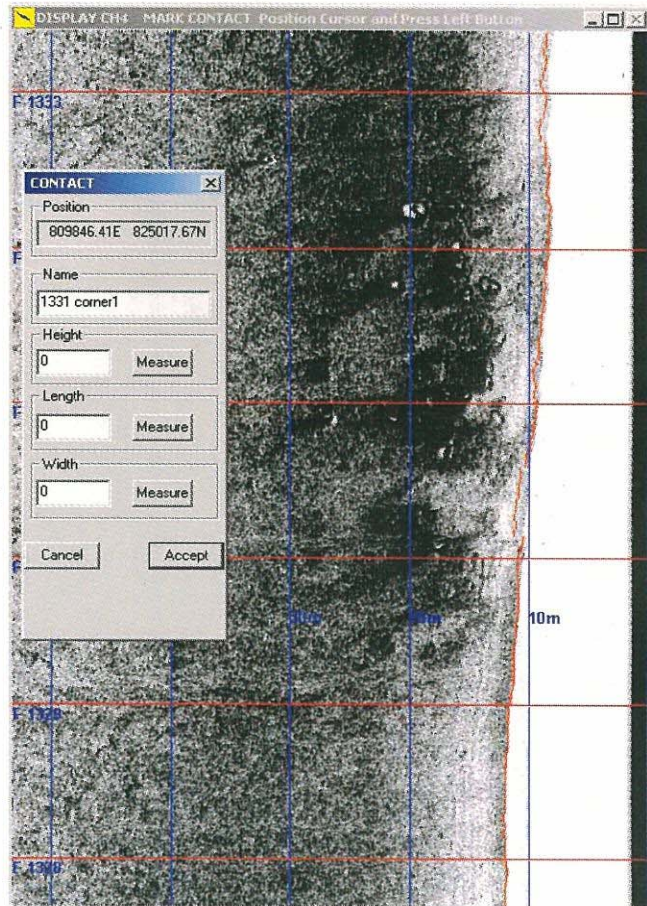 DISPLAY CH4 MARK CONTACT Position Cursor and Press Left Button
F 1333
CONTACT
Position
809846.41E 825017.67N
F
Name
1331 corner1
Height
0 Measure
Length
F
0 Measure
Width
0 Measure
Cancel Accept
F
10m
F
F